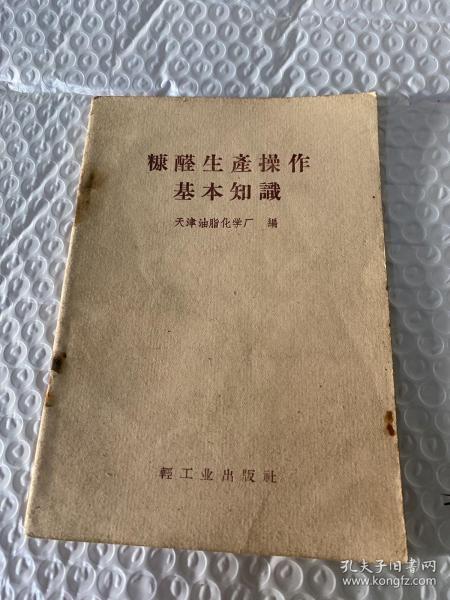 糠醛生產操作
基本知識
天津油脂化学厂 編
輕工业出版社
孔夫子旧书网
www.kongfz.com